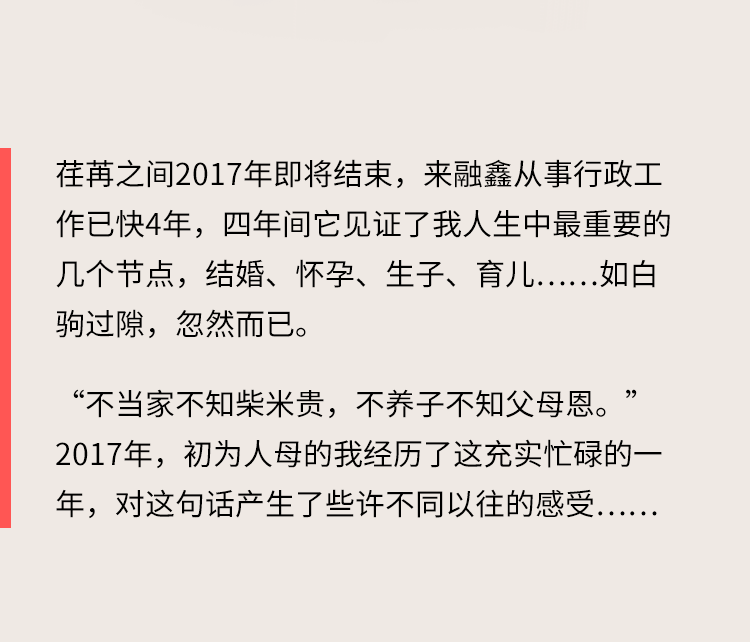 荏苒之间2017年即将结束，来融鑫从事行政工
作已快4年，四年间它见证了我人生中最重要的
几个节点，结婚、怀孕、生子、育儿……如白
驹过隙，忽然而已。
“不当家不知柴米贵，不养子不知父母恩。”
2017年，初为人母的我经历了这充实忙碌的一
年，对这句话产生了些许不同以往的感受……